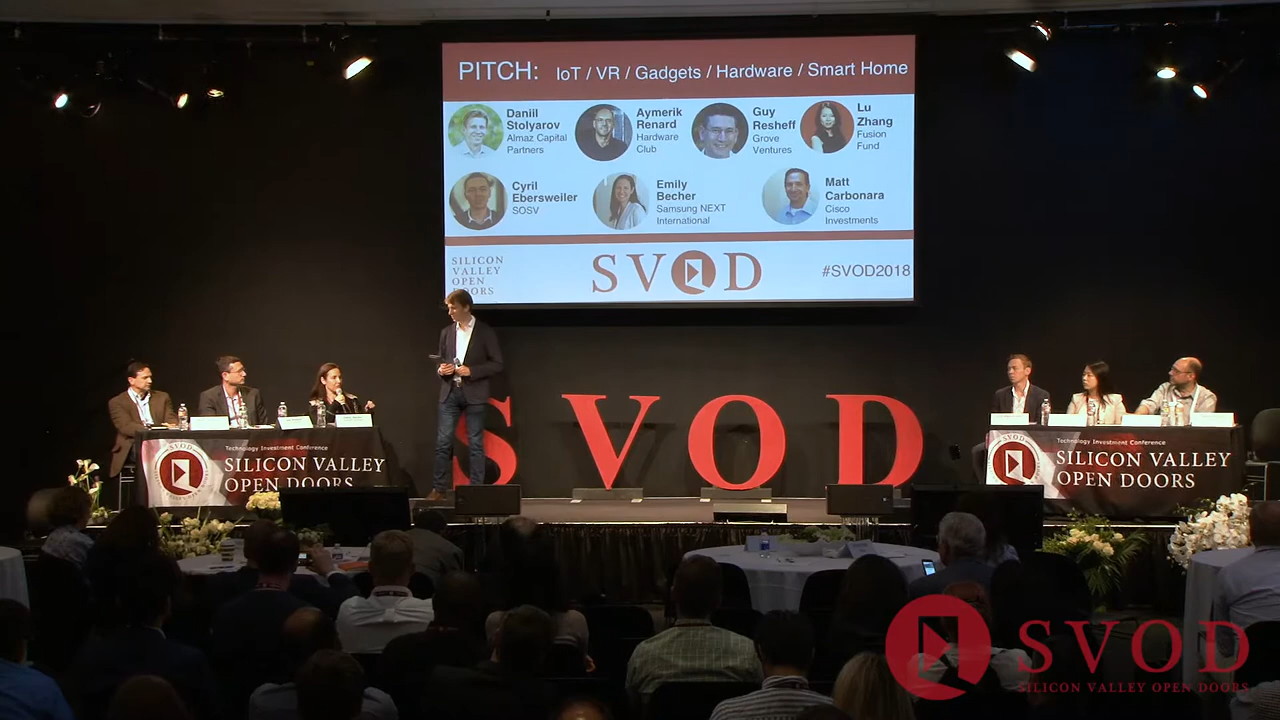 PITCH: IoT / VR / Gadgets / Hardware / Smart Home
Daniil
Stolyarov
Almaz Capital
Partners
Aymerik
Renard
Hardware
Club
Guy
Resheff
Grove
Ventures
Lu
Zhang
Fusion
Fund
Cyril
Ebersweiler
SOSV
Emily
Becher
Samsung NEXT
International
Matt
Carbonara
Cisco
Investments
SILICON
VALLEY
OPEN
DOORS
SVOD
#SVOD2018
SVOD
SVOD
Technology Investment Conference
SILICON VALLEY
OPEN DOORS
SVOD
Technology Investment Conference
SILICON VALLEY
OPEN DOORS
SVOD
SILICON VALLEY OPEN DOORS